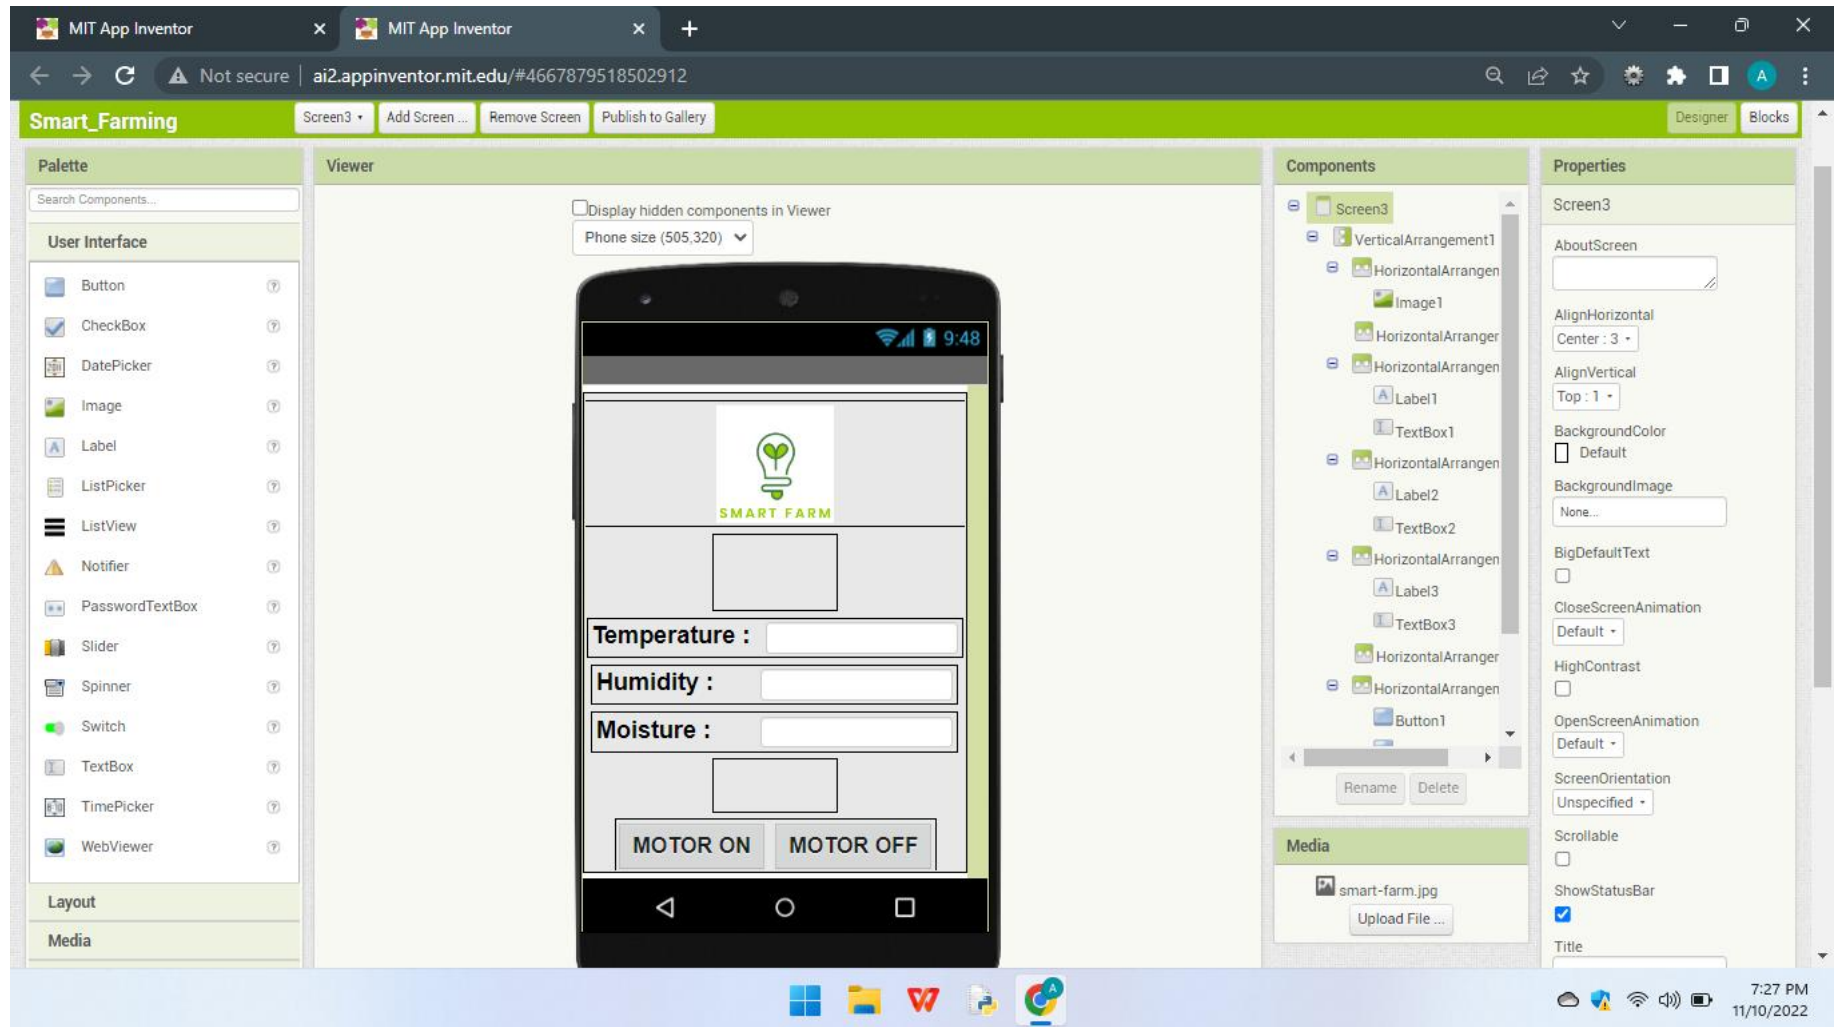 MIT App Inventor
MIT App Inventor
Not secure
ai2.appinventor.mit.edu/#4667879518502912
A
Smart_Farming
Screen3
Add Screen ...
Remove Screen
Publish to Gallery
Designer
Blocks
Palette
Search Components...
User Interface
Button
CheckBox
DatePicker
Image
Label
ListPicker
ListView
Notifier
PasswordTextBox
Slider
Spinner
Switch
TextBox
TimePicker
WebViewer
Layout
Media
Viewer
Display hidden components in Viewer
Phone size (505,320)
9:48
SMART FARM
Temperature :
Humidity :
Moisture :
MOTOR ON
MOTOR OFF
Components
Screen3
VerticalArrangement1
HorizontalArrangen
Image1
HorizontalArranger
HorizontalArrangen
Label1
TextBox1
HorizontalArrangen
Label2
TextBox2
HorizontalArrangen
Label3
TextBox3
HorizontalArranger
HorizontalArrangen
Button1
Rename
Delete
Media
smart-farm.jpg
Upload File ...
Properties
Screen3
AboutScreen
AlignHorizontal
Center : 3
AlignVertical
Top : 1
BackgroundColor
Default
BackgroundImage
None...
BigDefaultText
CloseScreenAnimation
Default
HighContrast
OpenScreenAnimation
Default
ScreenOrientation
Unspecified
Scrollable
ShowStatusBar
Title
A
7:27 PM
11/10/2022